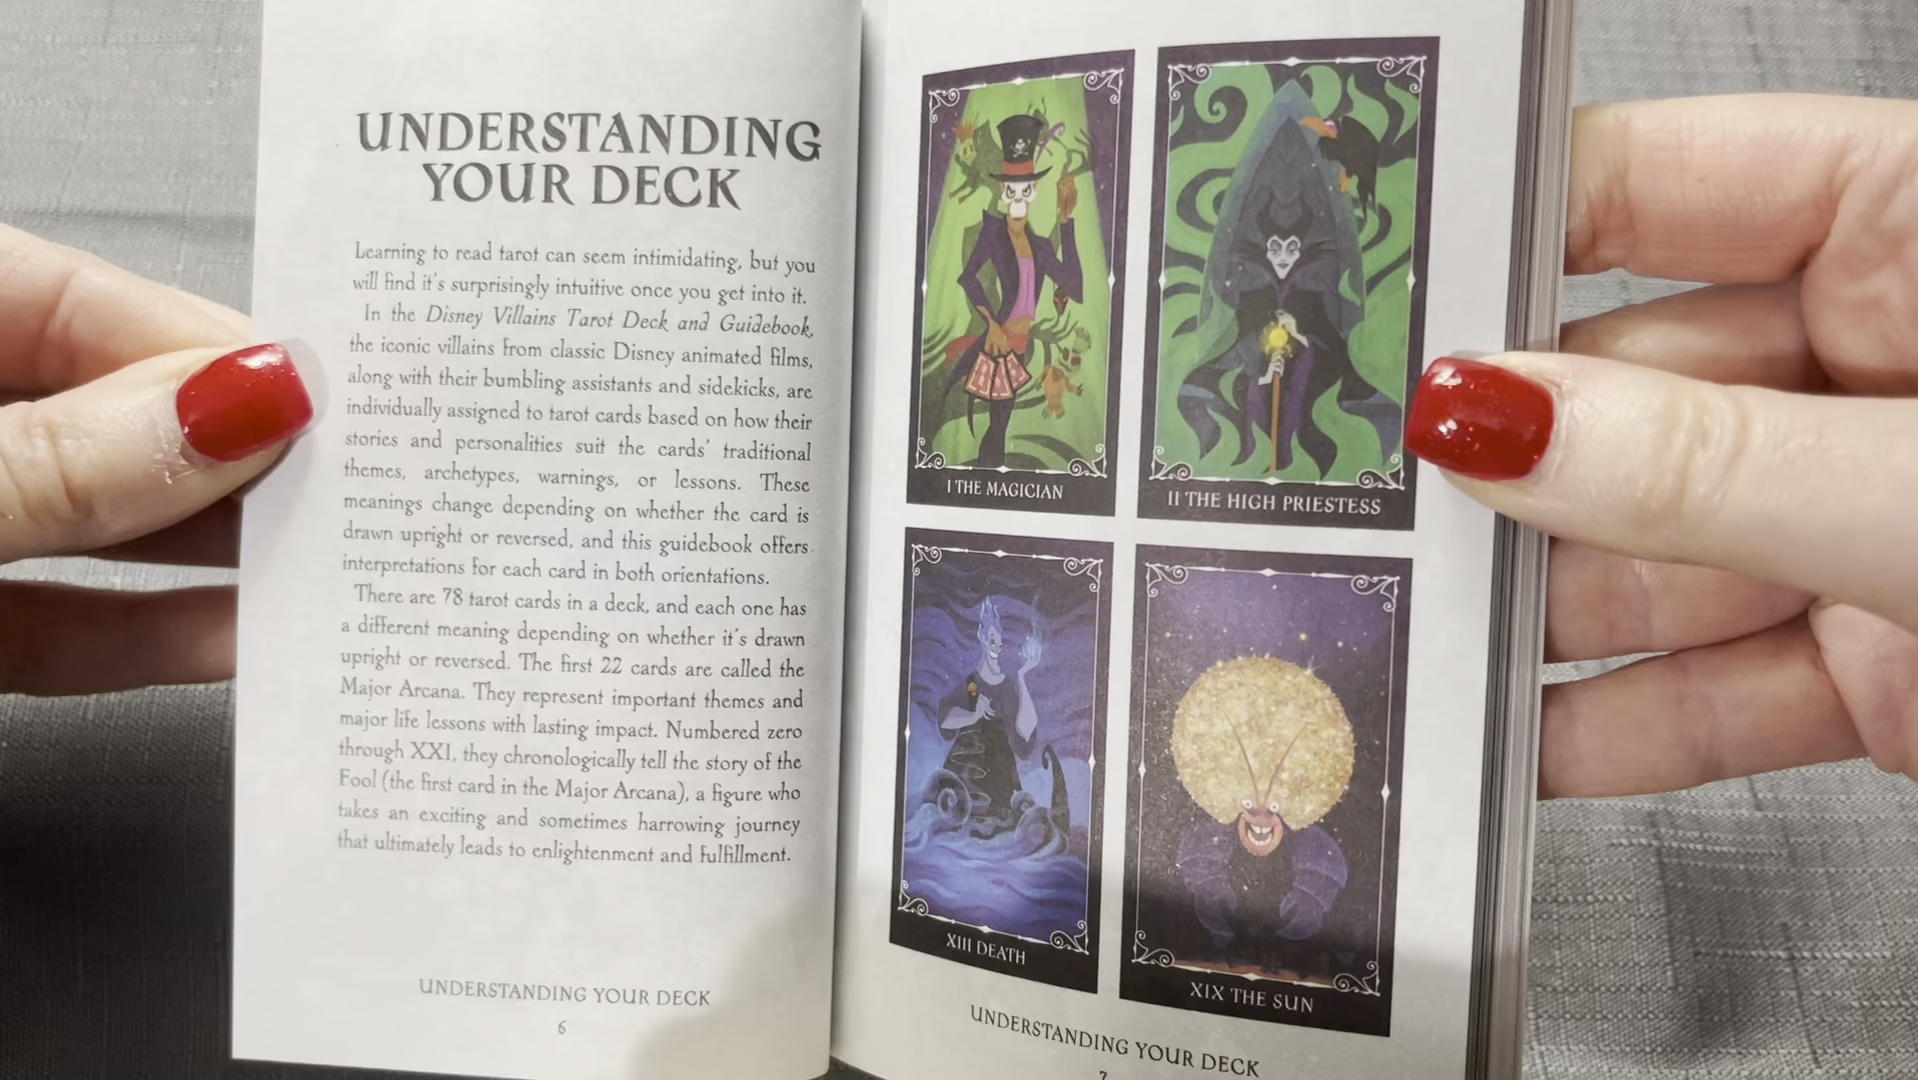 UNDERSTANDING
YOUR DECK
Learning to read tarot can seem intimidating, but you
will find it's surprisingly intuitive once you get into it.
In the Disney Villains Tarot Deck and Guidebook,
the iconic villains from classic Disney animated films,
along with their bumbling assistants and sidekicks, are
individually assigned to tarot cards based on how their
stories and personalities suit the cards' traditional
themes, archetypes, warnings, or lessons. These
meanings change depending on whether the card is
drawn upright or reversed, and this guidebook offers
interpretations for each card in both orientations.
There are 78 tarot cards in a deck, and each one has
a different meaning depending on whether it's drawn
upright or reversed. The first 22 cards are called the
Major Arcana. They represent important themes and
major life lessons with lasting impact. Numbered zero
through XXI, they chronologically tell the story of the
Fool (the first card in the Major Arcana), a figure who
takes an exciting and sometimes harrowing journey
that ultimately leads to enlightenment and fulfillment.
UNDERSTANDING YOUR DECK
6
I THE MAGICIAN
II THE HIGH PRIESTESS
XIII DEATH
XIX THE SUN
UNDERSTANDING YOUR DECK
7